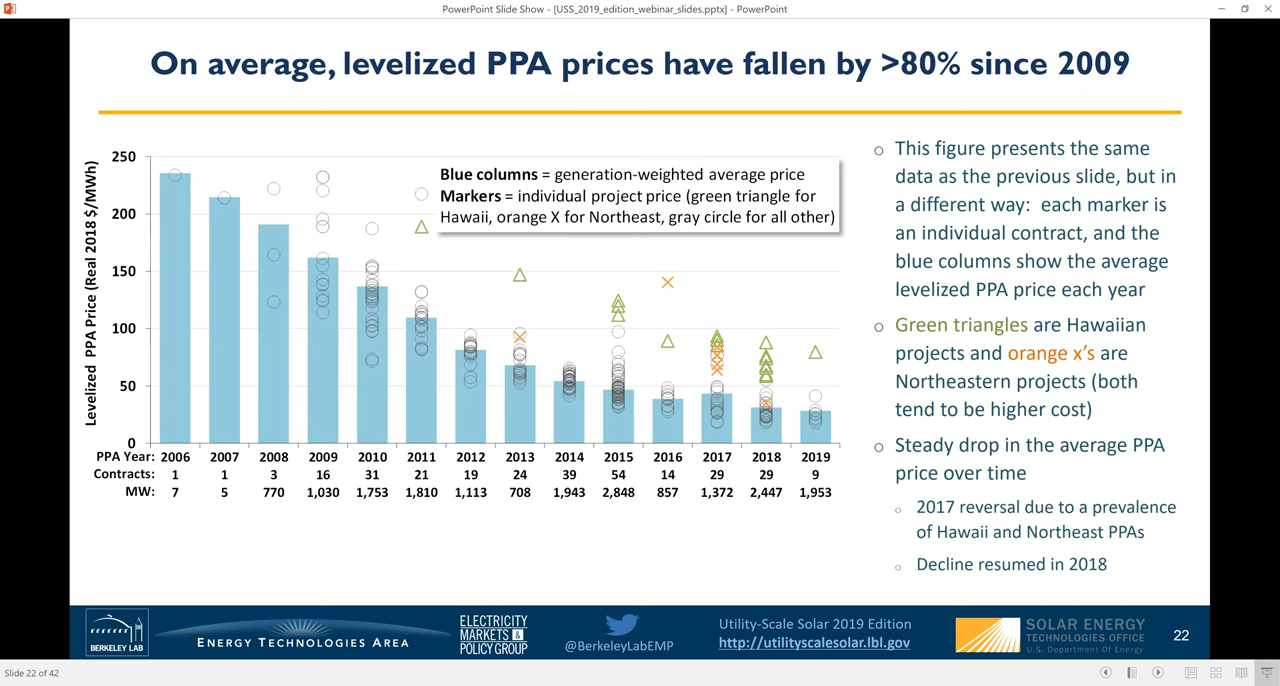 PowerPoint Slide Show - [USS_2019_edition_webinar_slides.pptx] - PowerPoint
On average, levelized PPA prices have fallen by >80% since 2009
Levelized PPA Price (Real 2018 $/MWh)
250
200
150
100
50
0
Blue columns = generation-weighted average price
Markers = individual project price (green triangle for
Hawaii, orange X for Northeast, gray circle for all other)
PPA Year: 2006 2007 2008 2009 2010 2011 2012 2013 2014 2015 2016 2017 2018 2019
Contracts: 1 1 3 16 31 21 19 24 39 54 14 29 29 9
MW: 7 5 770 1,030 1,753 1,810 1,113 708 1,943 2,848 857 1,372 2,447 1,953
This figure presents the same
data as the previous slide, but in
a different way: each marker is
an individual contract, and the
blue columns show the average
levelized PPA price each year
Green triangles are Hawaiian
projects and orange x's are
Northeastern projects (both
tend to be higher cost)
Steady drop in the average PPA
price over time
2017 reversal due to a prevalence
of Hawaii and Northeast PPAs
Decline resumed in 2018
BERKELEY LAB
ENERGY TECHNOLOGIES AREA
ELECTRICITY
MARKETS &
POLICY GROUP
@BerkeleyLabEMP
Utility-Scale Solar 2019 Edition
http://utilityscalesolar.lbl.gov
SOLAR ENERGY
TECHNOLOGIES OFFICE
U.S. Department Of Energy
22
Slide 22 of 42